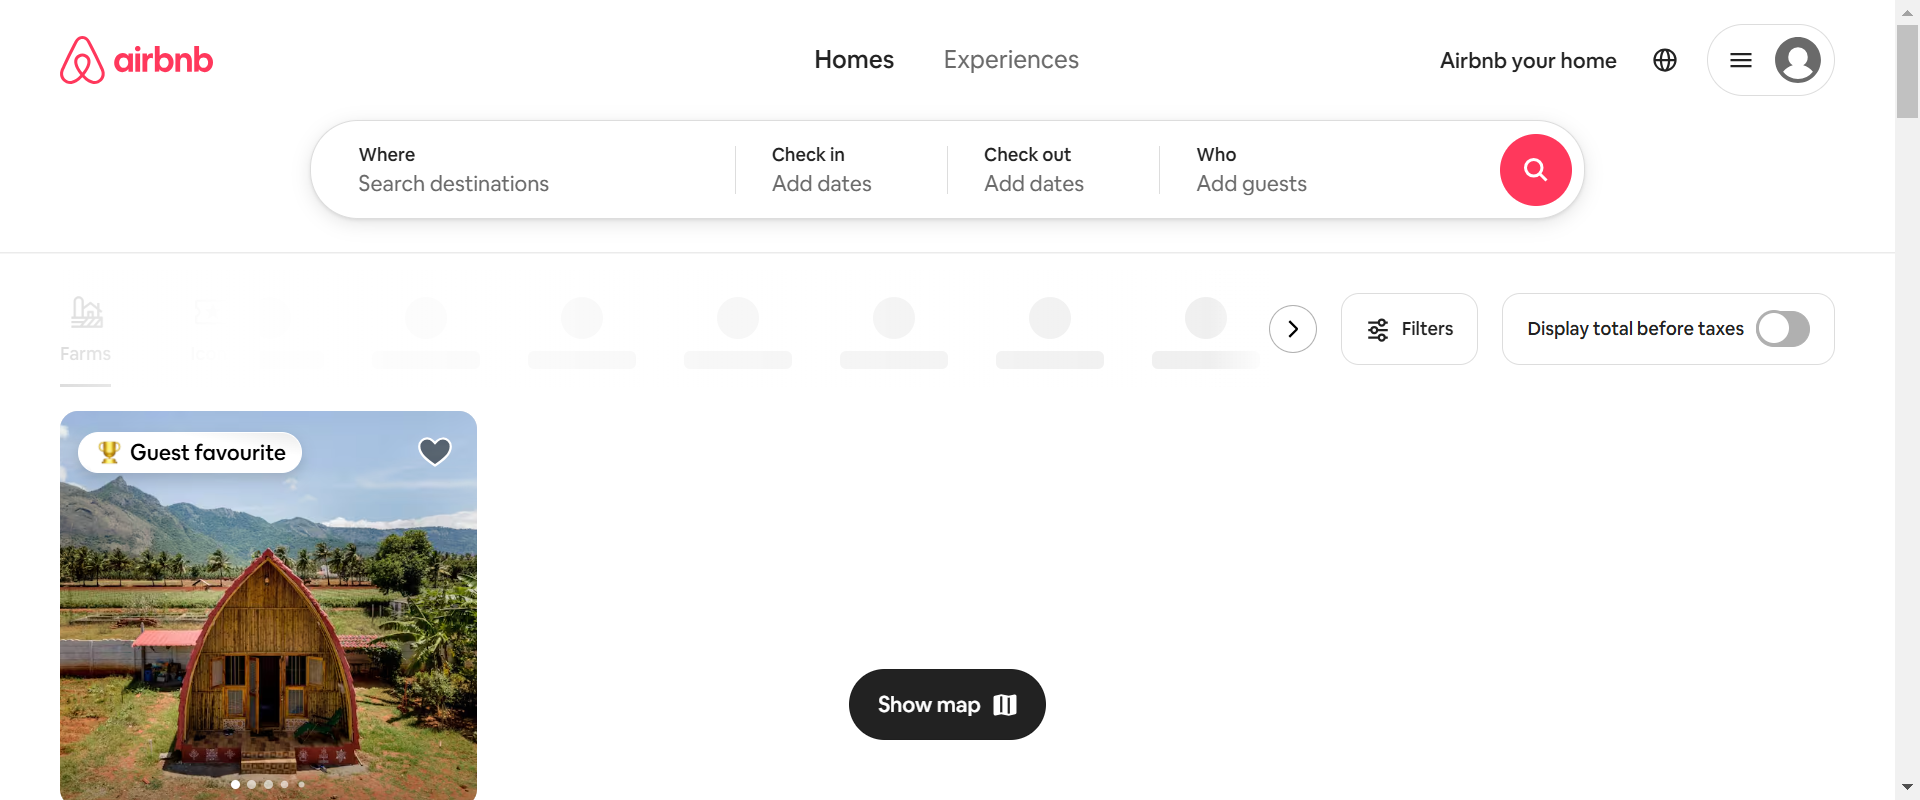 airbnb
Homes
Experiences
Airbnb your home
Where
Search destinations
Check in
Add dates
Check out
Add dates
Who
Add guests
Farms
Filters
Display total before taxes
Guest favourite
Show map